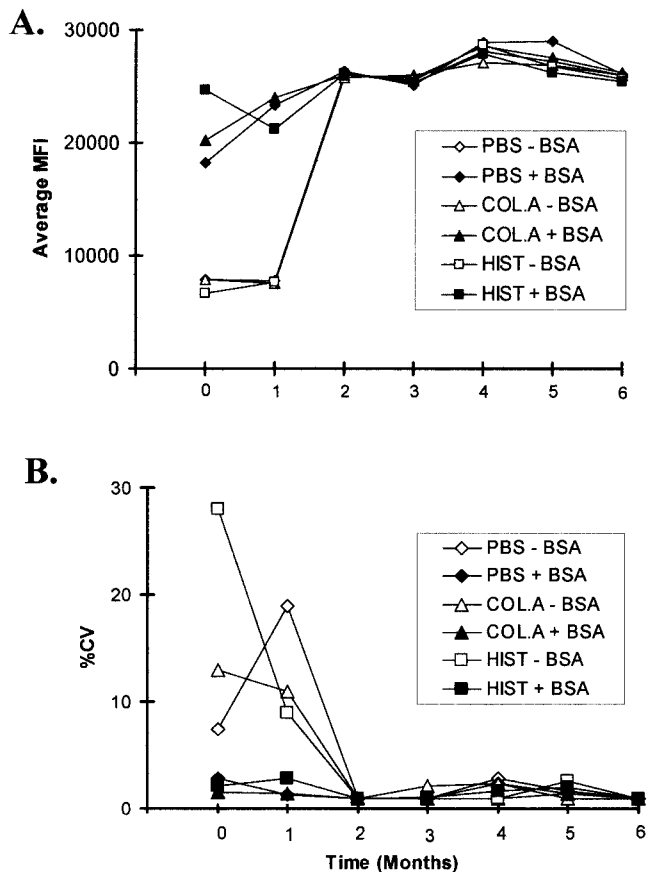 A.
30000
20000
10000
0
Average MFI
PBS - BSA
PBS + BSA
COL.A - BSA
COL.A + BSA
HIST - BSA
HIST + BSA
0 1 2 3 4 5 6
B.
30
20
10
0
%CV
PBS - BSA
PBS + BSA
COL.A - BSA
COL.A + BSA
HIST - BSA
HIST + BSA
0 1 2 3 4 5 6
Time (Months)